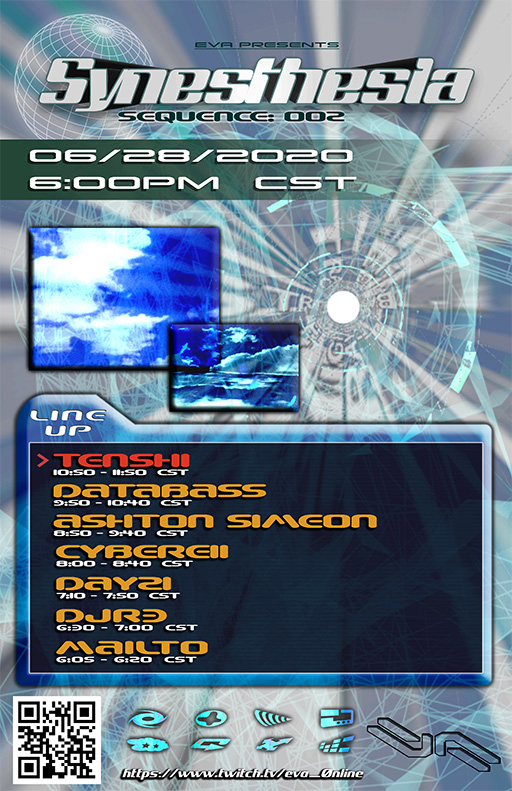 EVA PRESENTS
Synesthesia
SEQUENCE: 002
06/28/2020
6:00PM CST
LINE
UP
> TENSHI
10:50 - 11:50 CST
DATABASS
9:50 - 10:40 CST
ASHTON SIMEON
8:50 - 9:40 CST
CYBEREII
8:00 - 8:40 CST
DAY21
7:10 - 7:50 CST
DJR3
6:30 - 7:00 CST
MAILTO
6:05 - 6:20 CST
https://www.twitch.tv/eva_0nline